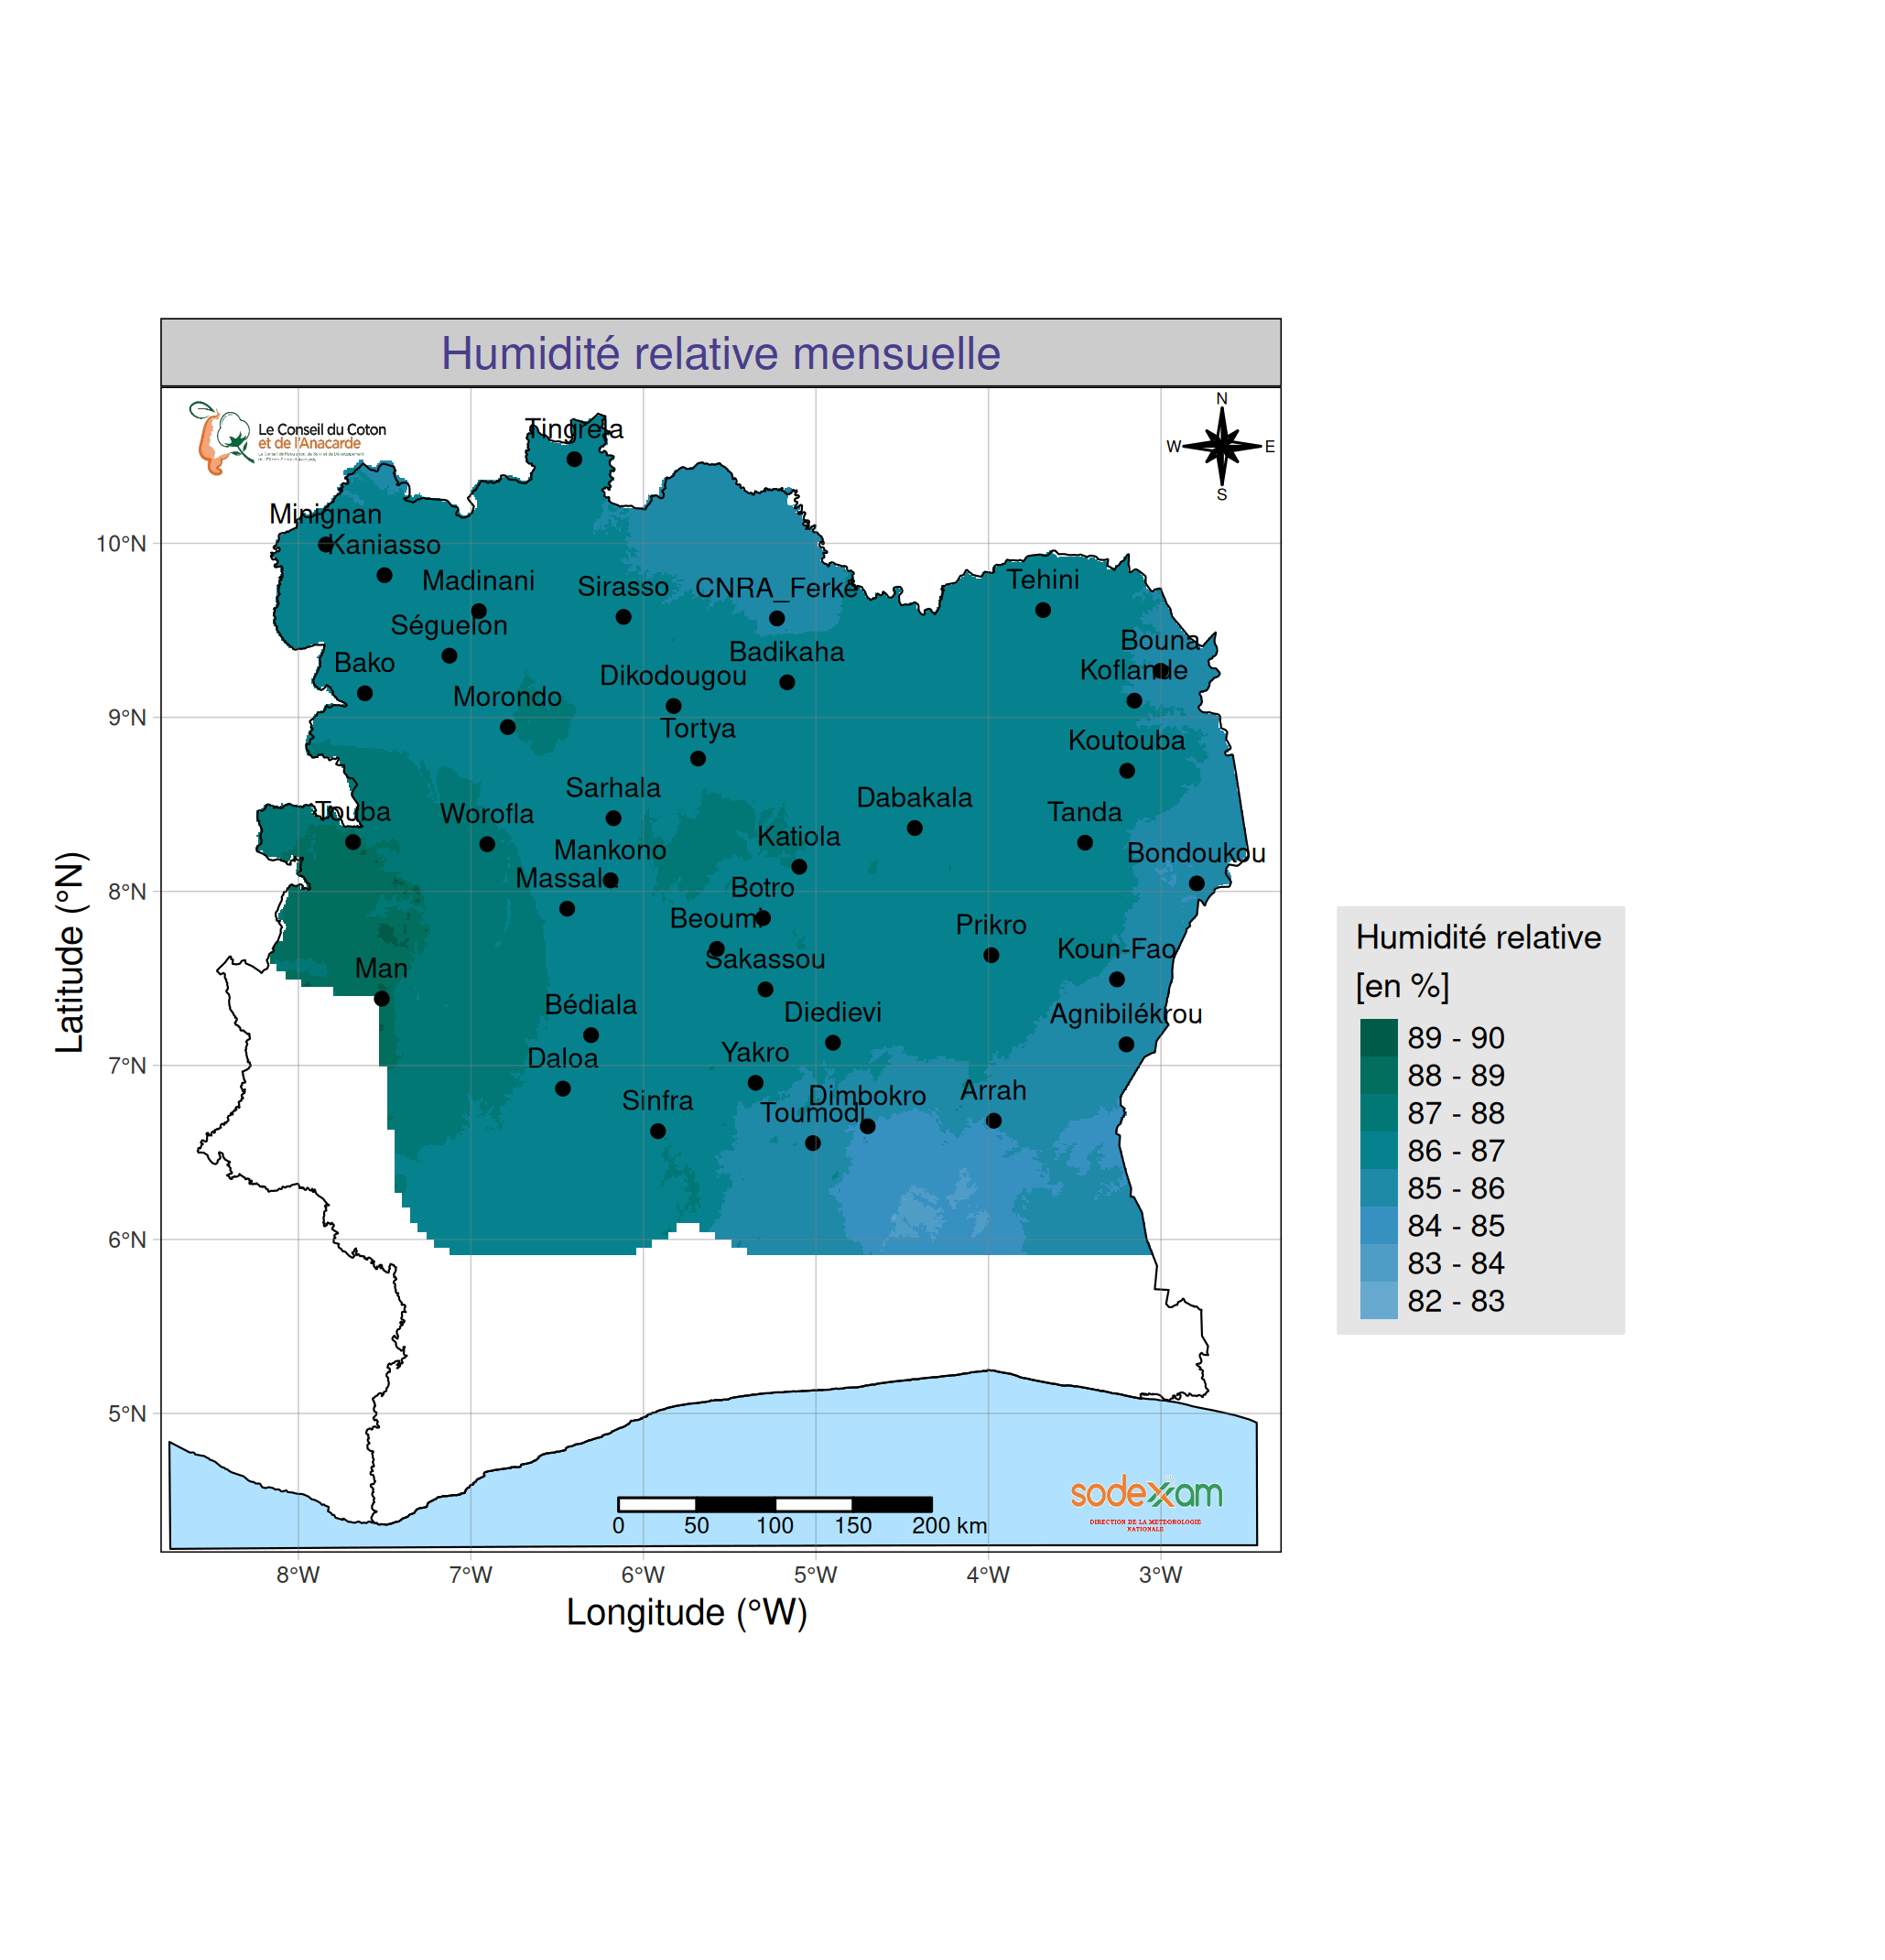 Humidité relative mensuelle
Le Conseil du Coton
et de l'Anacarde
N
W
E
S
Tingrela
Minignan
Kaniasso
Madinani
Sirasso
CNRA_Ferké
Tehini
Séguelon
Bouna
Badikaha
Bako
Koflande
Dikodougou
Morondo
Tortya
Koutouba
Sarhala
Dabakala
Touba
Worofla
Tanda
Katiola
Mankono
Bondoukou
Massala
Botro
Beoumi
Prikro
Koun-Fao
Sakassou
Man
Bédiala
Diedievi
Agnibilékrou
Daloa
Yakro
Arrah
Dimbokro
Sinfra
Toumodi
10°N
9°N
8°N
7°N
6°N
5°N
Latitude (°N)
0 50 100 150 200 km
sodexam
DIRECTION DE LA METEOROLOGIE
NATIONALE
8°W 7°W 6°W 5°W 4°W 3°W
Longitude (°W)
Humidité relative
[en %]
89 - 90
88 - 89
87 - 88
86 - 87
85 - 86
84 - 85
83 - 84
82 - 83